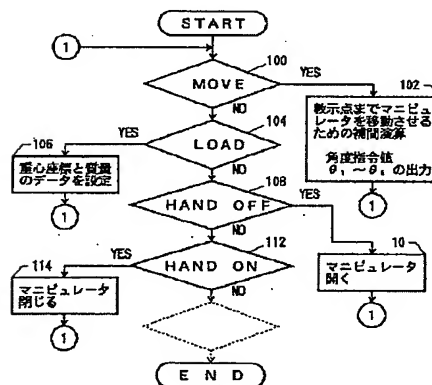 START
1
100
MOVE
YES
102
NO
教示点までマニピュ
レータを移動させる
ための補間演算
角度指令値
θ₁ ～θ₆ の出力
1
104
LOAD
YES
106
重心座標と質量
のデータを設定
1
NO
108
HAND OFF
YES
NO
10
マニピュレータ
開く
1
112
HAND ON
YES
114
マニピュレータ
閉じる
1
NO
END